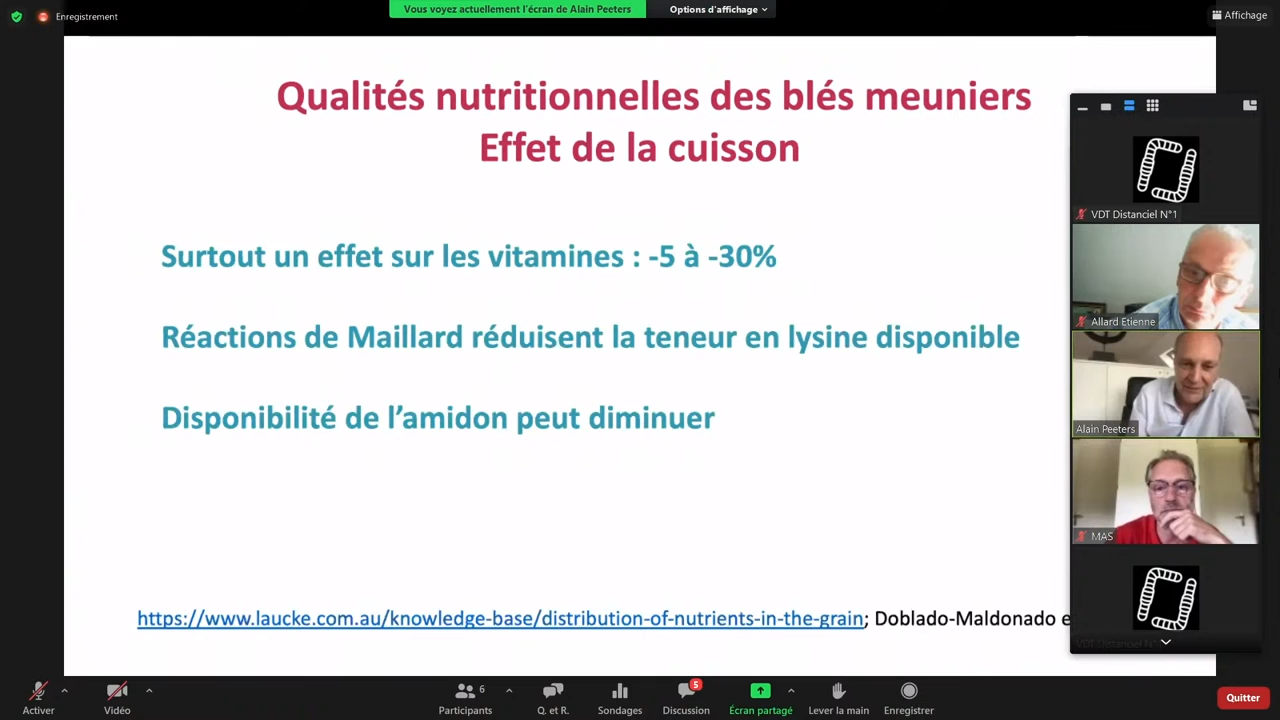 Enregistrement
Vous voyez actuellement l'écran de Alain Peeters
Options d'affichage
Affichage
Qualités nutritionnelles des blés meuniers
Effet de la cuisson
Surtout un effet sur les vitamines : -5 à -30%
Réactions de Maillard réduisent la teneur en lysine disponible
Disponibilité de l’amidon peut diminuer
https://www.laucke.com.au/knowledge-base/distribution-of-nutrients-in-the-grain; Doblado-Maldonado e
VDT Distanciel N°1
Allard Etienne
Alain Peeters
MAS
Activer
Vidéo
6
Participants
Q. et R.
Sondages
5
Discussion
Écran partagé
Lever la main
Enregistrer
Quitter